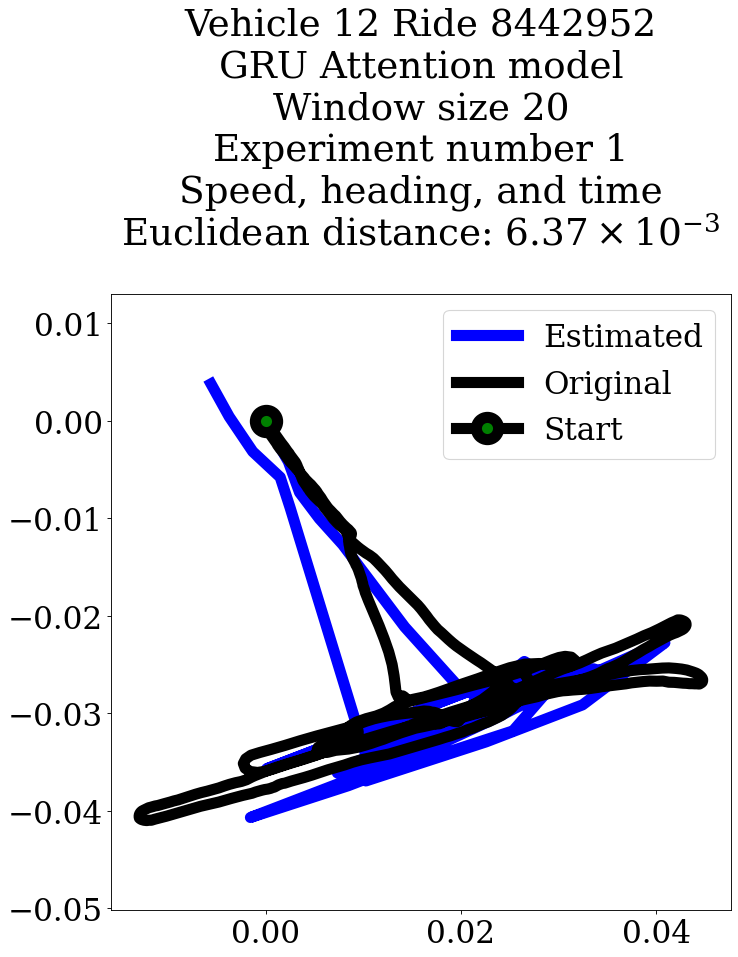 Vehicle 12 Ride 8442952
GRU Attention model
Window size 20
Experiment number 1
Speed, heading, and time
Euclidean distance: 6.37 × 10⁻³
Estimated
Original
Start
0.01
0.00
−0.01
−0.02
−0.03
−0.04
−0.05
0.00 0.02 0.04